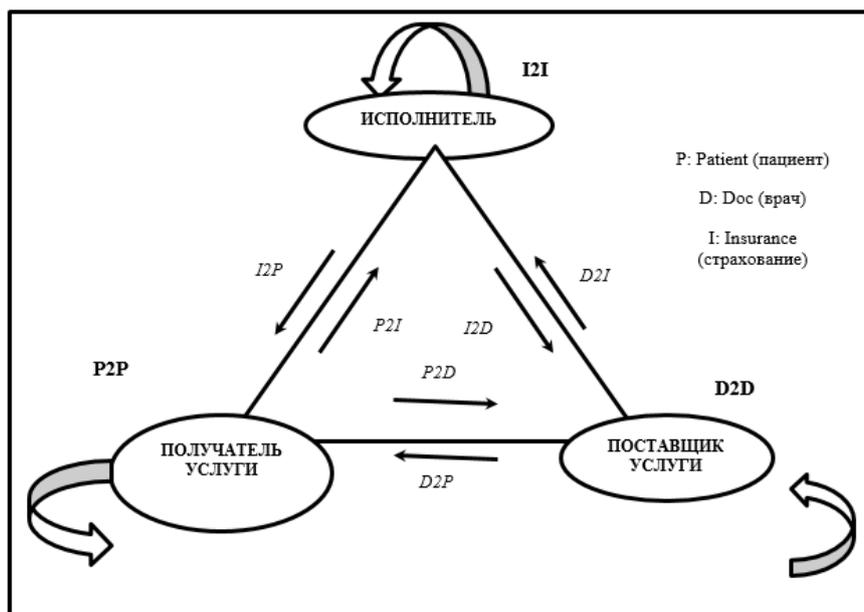 I2I
ИСПОЛНИТЕЛЬ
P: Patient (пациент)
D: Doc (врач)
I: Insurance
(страхование)
I2P
D2I
P2I
I2D
P2P
P2D
D2D
ПОЛУЧАТЕЛЬ
УСЛУГИ
ПОСТАВЩИК
УСЛУГИ
D2P